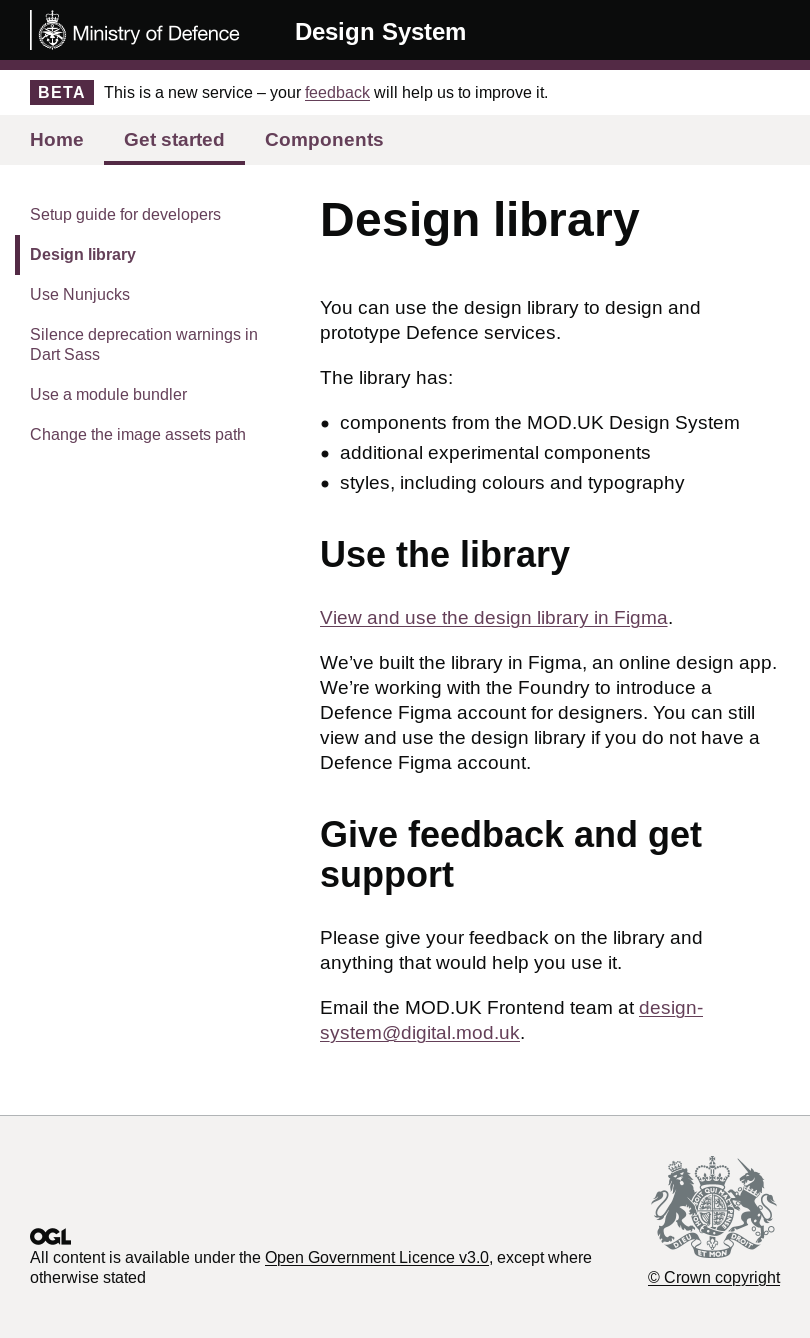 Ministry of Defence
Design System
BETA This is a new service – your feedback will help us to improve it.
Home Get started Components
Setup guide for developers
Design library
Use Nunjucks
Silence deprecation warnings in
Dart Sass
Use a module bundler
Change the image assets path
Design library
You can use the design library to design and
prototype Defence services.
The library has:
• components from the MOD.UK Design System
• additional experimental components
• styles, including colours and typography
Use the library
View and use the design library in Figma.
We’ve built the library in Figma, an online design app.
We’re working with the Foundry to introduce a
Defence Figma account for designers. You can still
view and use the design library if you do not have a
Defence Figma account.
Give feedback and get
support
Please give your feedback on the library and
anything that would help you use it.
Email the MOD.UK Frontend team at design-
system@digital.mod.uk.
OGL
All content is available under the Open Government Licence v3.0, except where
otherwise stated
DIEU ET MON DROIT
© Crown copyright